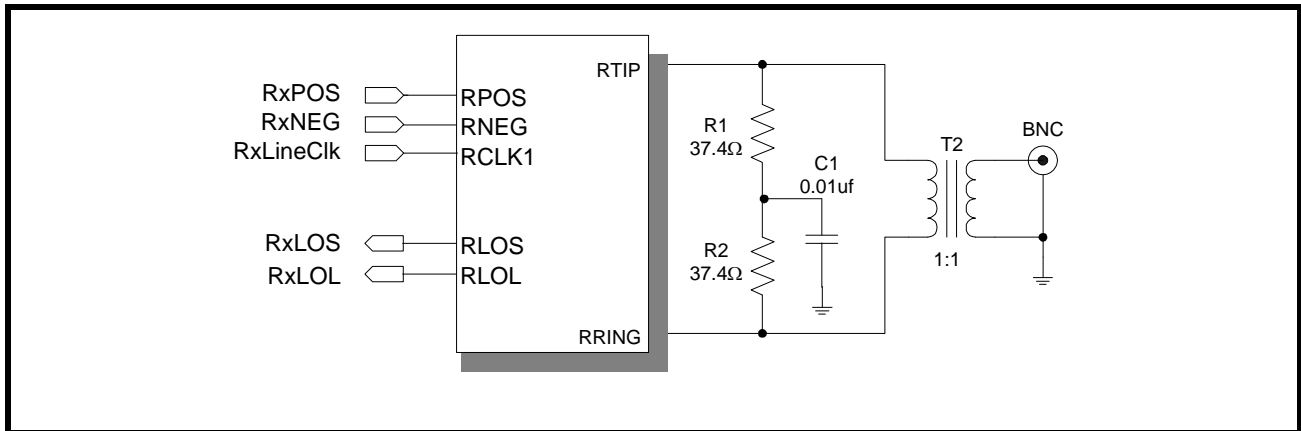 RTIP
RxPOS RPOS
RxNEG RNEG
RxLineClk RCLK1
RxLOS RLOS
RxLOL RLOL
RRING
R1
37.4Ω
C1
0.01uf
R2
37.4Ω
T2
1:1
BNC